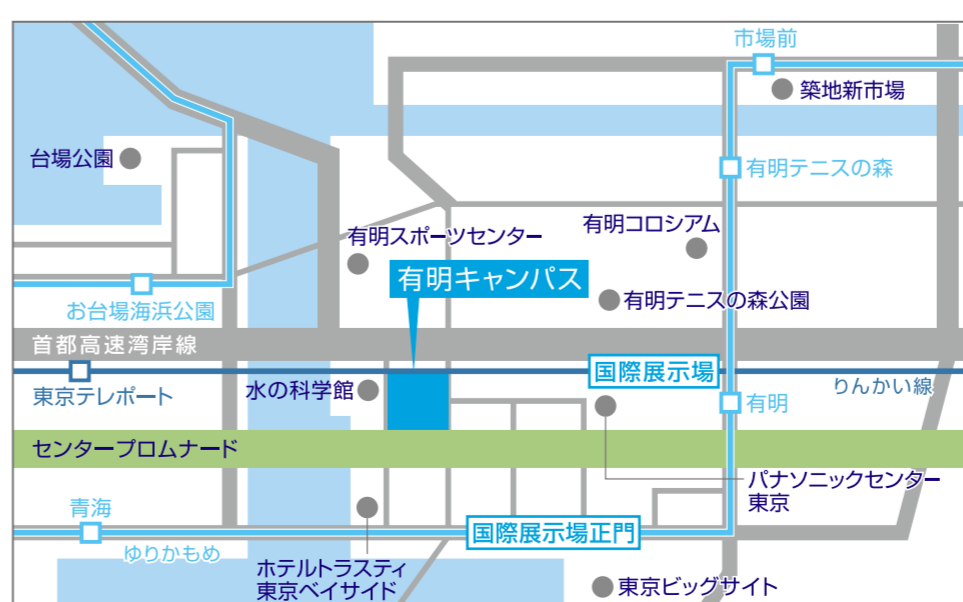 市場前
築地新市場
台場公園
有明テニスの森
有明コロシアム
有明スポーツセンター
有明キャンパス
有明テニスの森公園
お台場海浜公園
首都高速湾岸線
国際展示場
東京テレポート
水の科学館
りんかい線
有明
センタープロムナード
パナソニックセンター
東京
青海
国際展示場正門
ゆりかもめ
ホテルトラスティ
東京ベイサイド
東京ビッグサイト